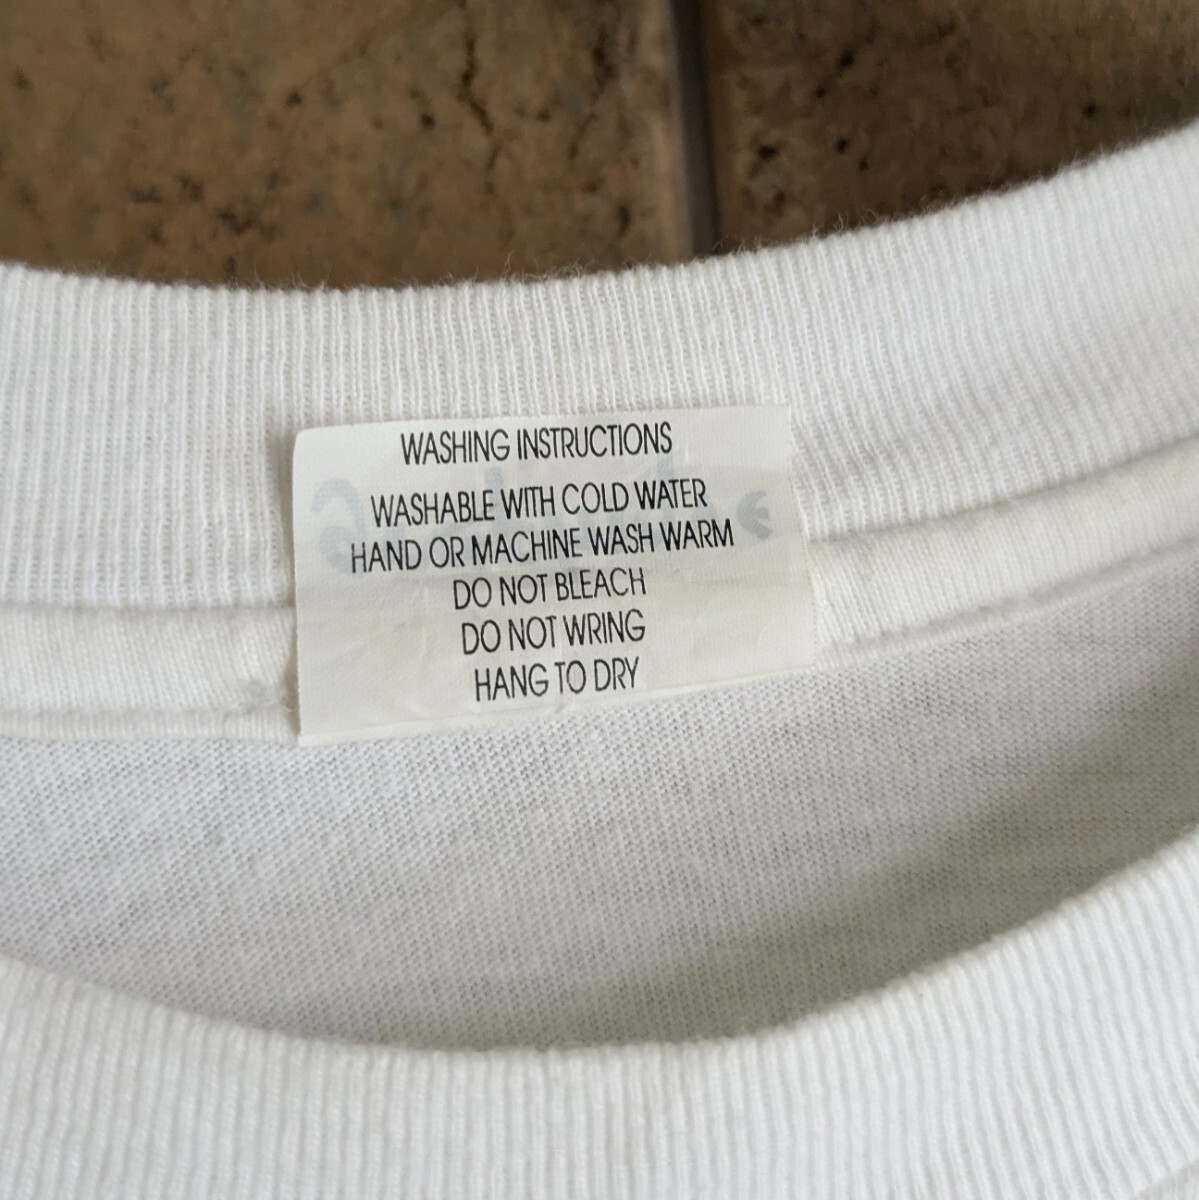 WASHING INSTRUCTIONS
WASHABLE WITH COLD WATER
HAND OR MACHINE WASH WARM
DO NOT BLEACH
DO NOT WRING
HANG TO DRY